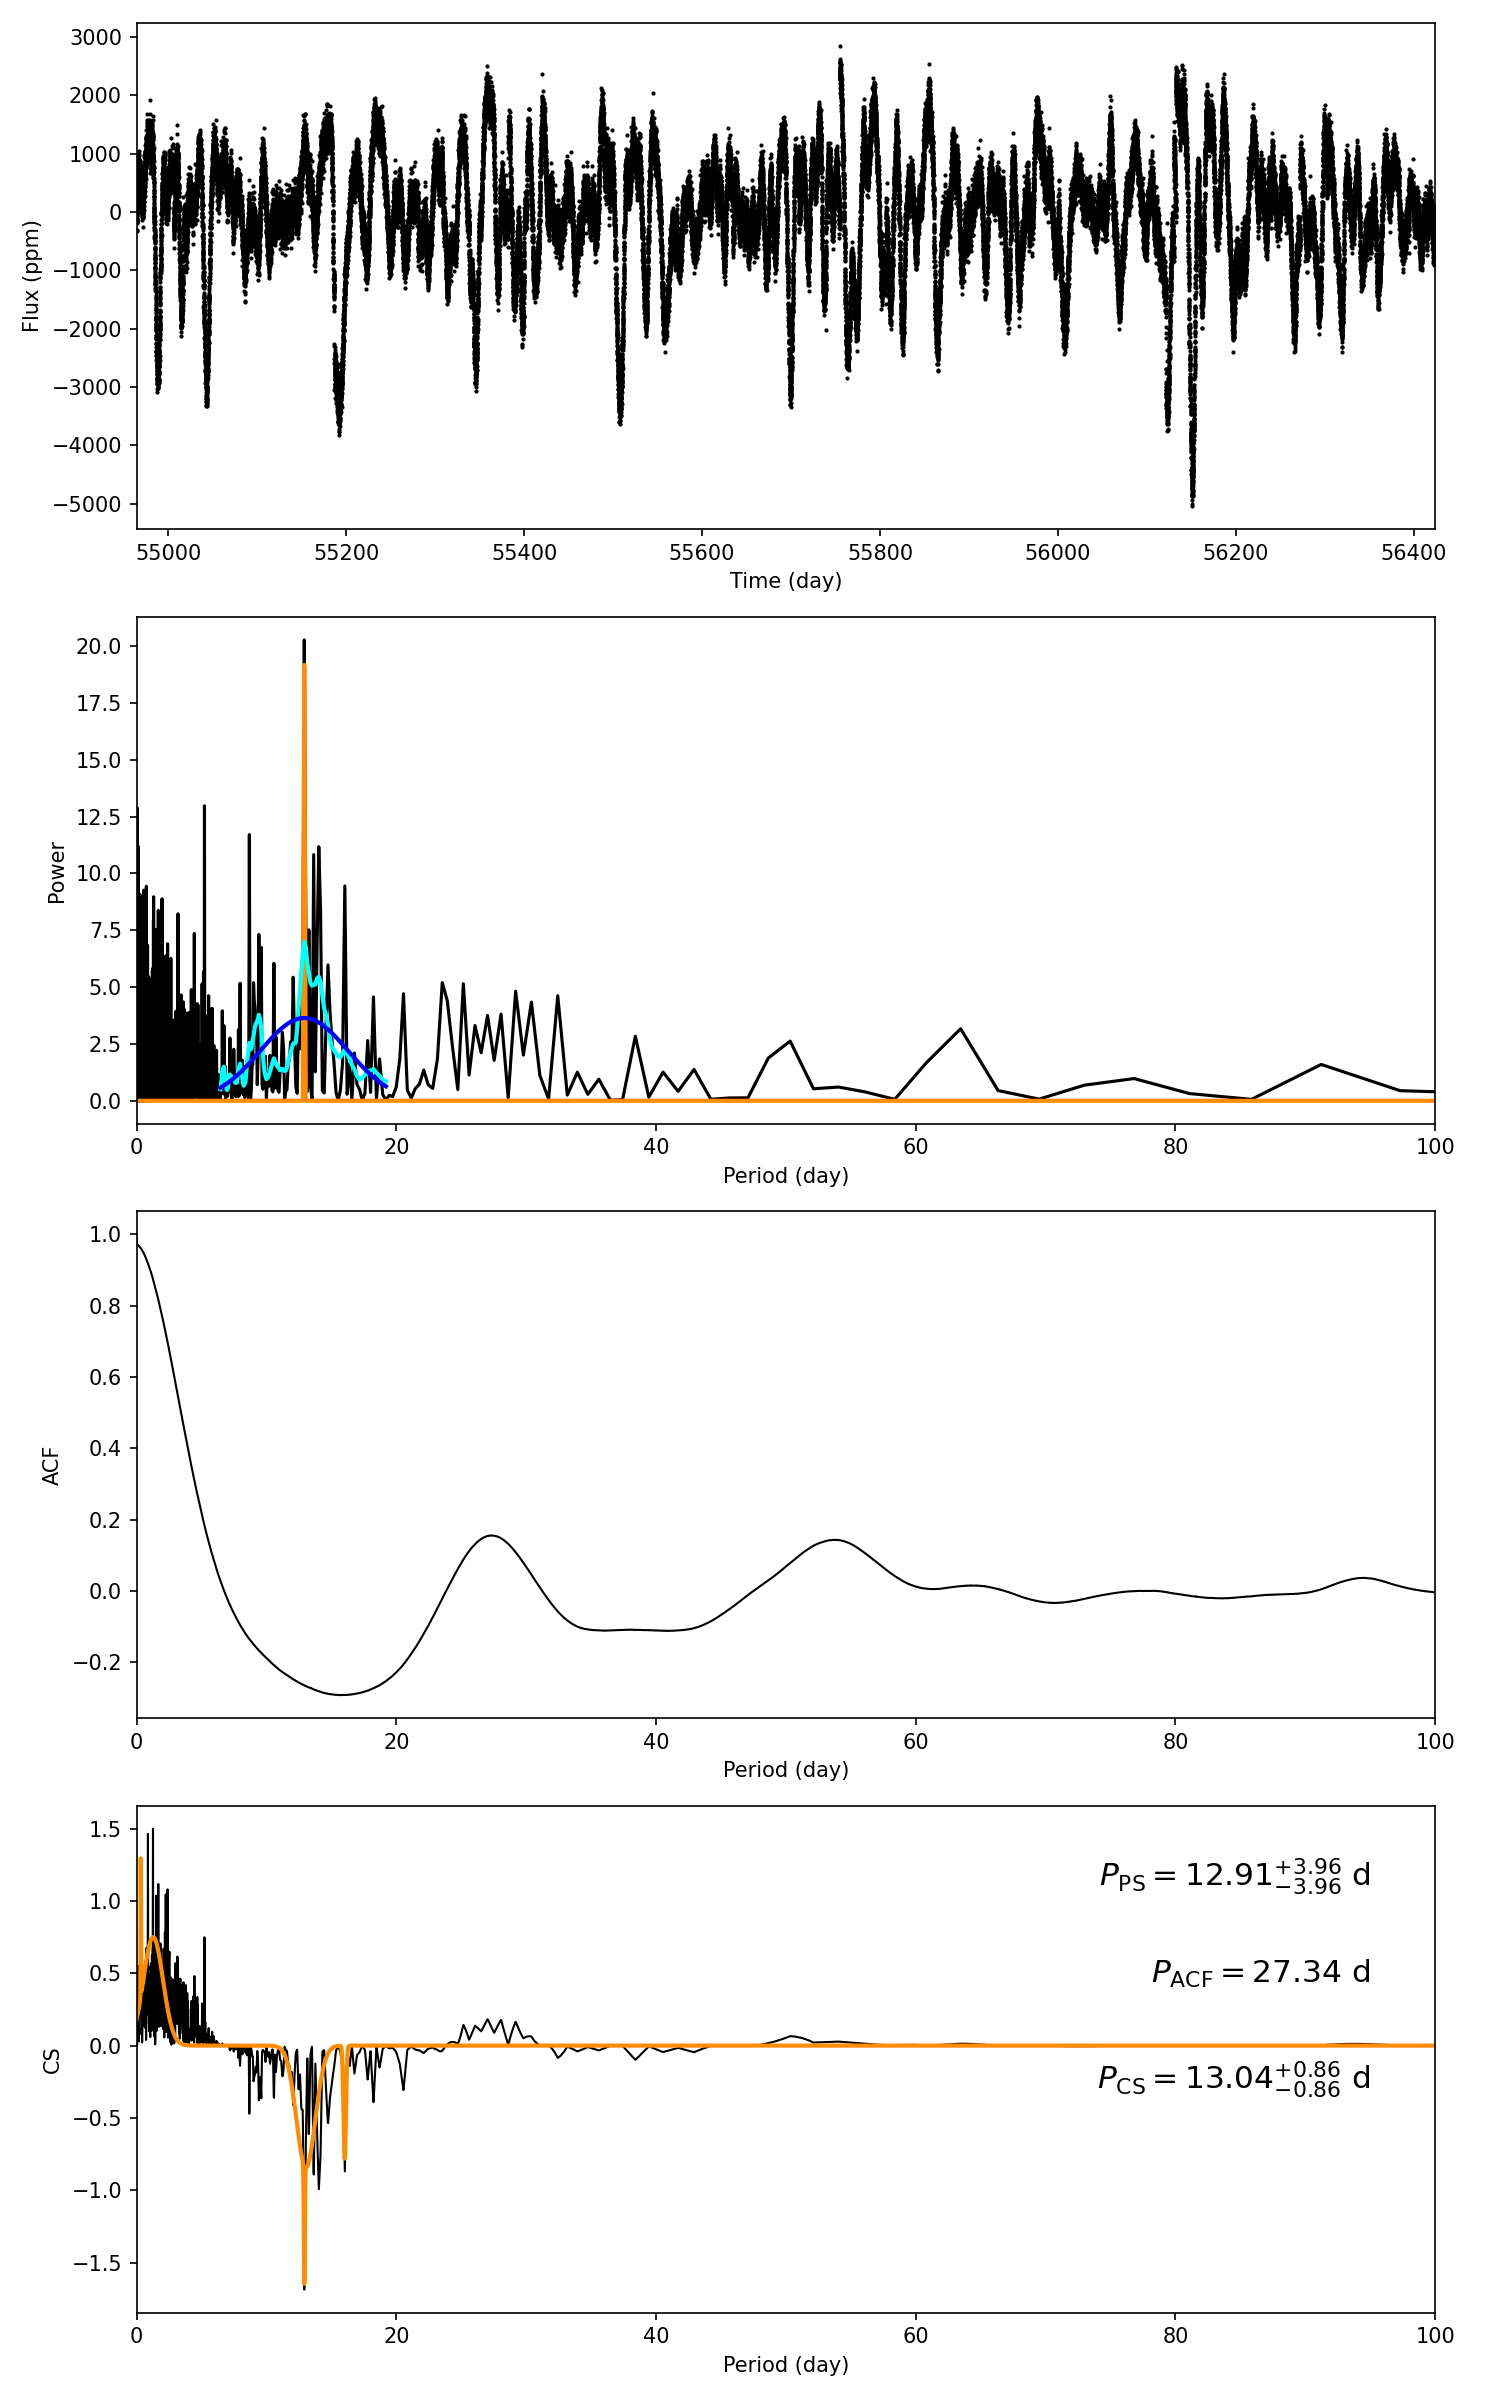 3000
2000
1000
0
−1000
−2000
−3000
−4000
−5000
Flux (ppm)
55000 55200 55400 55600 55800 56000 56200 56400
Time (day)
20.0
17.5
15.0
12.5
10.0
7.5
5.0
2.5
0.0
Power
0 20 40 60 80 100
Period (day)
1.0
0.8
0.6
0.4
0.2
0.0
−0.2
ACF
0 20 40 60 80 100
Period (day)
1.5
1.0
0.5
0.0
−0.5
−1.0
−1.5
CS
P_PS = 12.91^{+3.96}_{−3.96} d
P_ACF = 27.34 d
P_CS = 13.04^{+0.86}_{−0.86} d
0 20 40 60 80 100
Period (day)